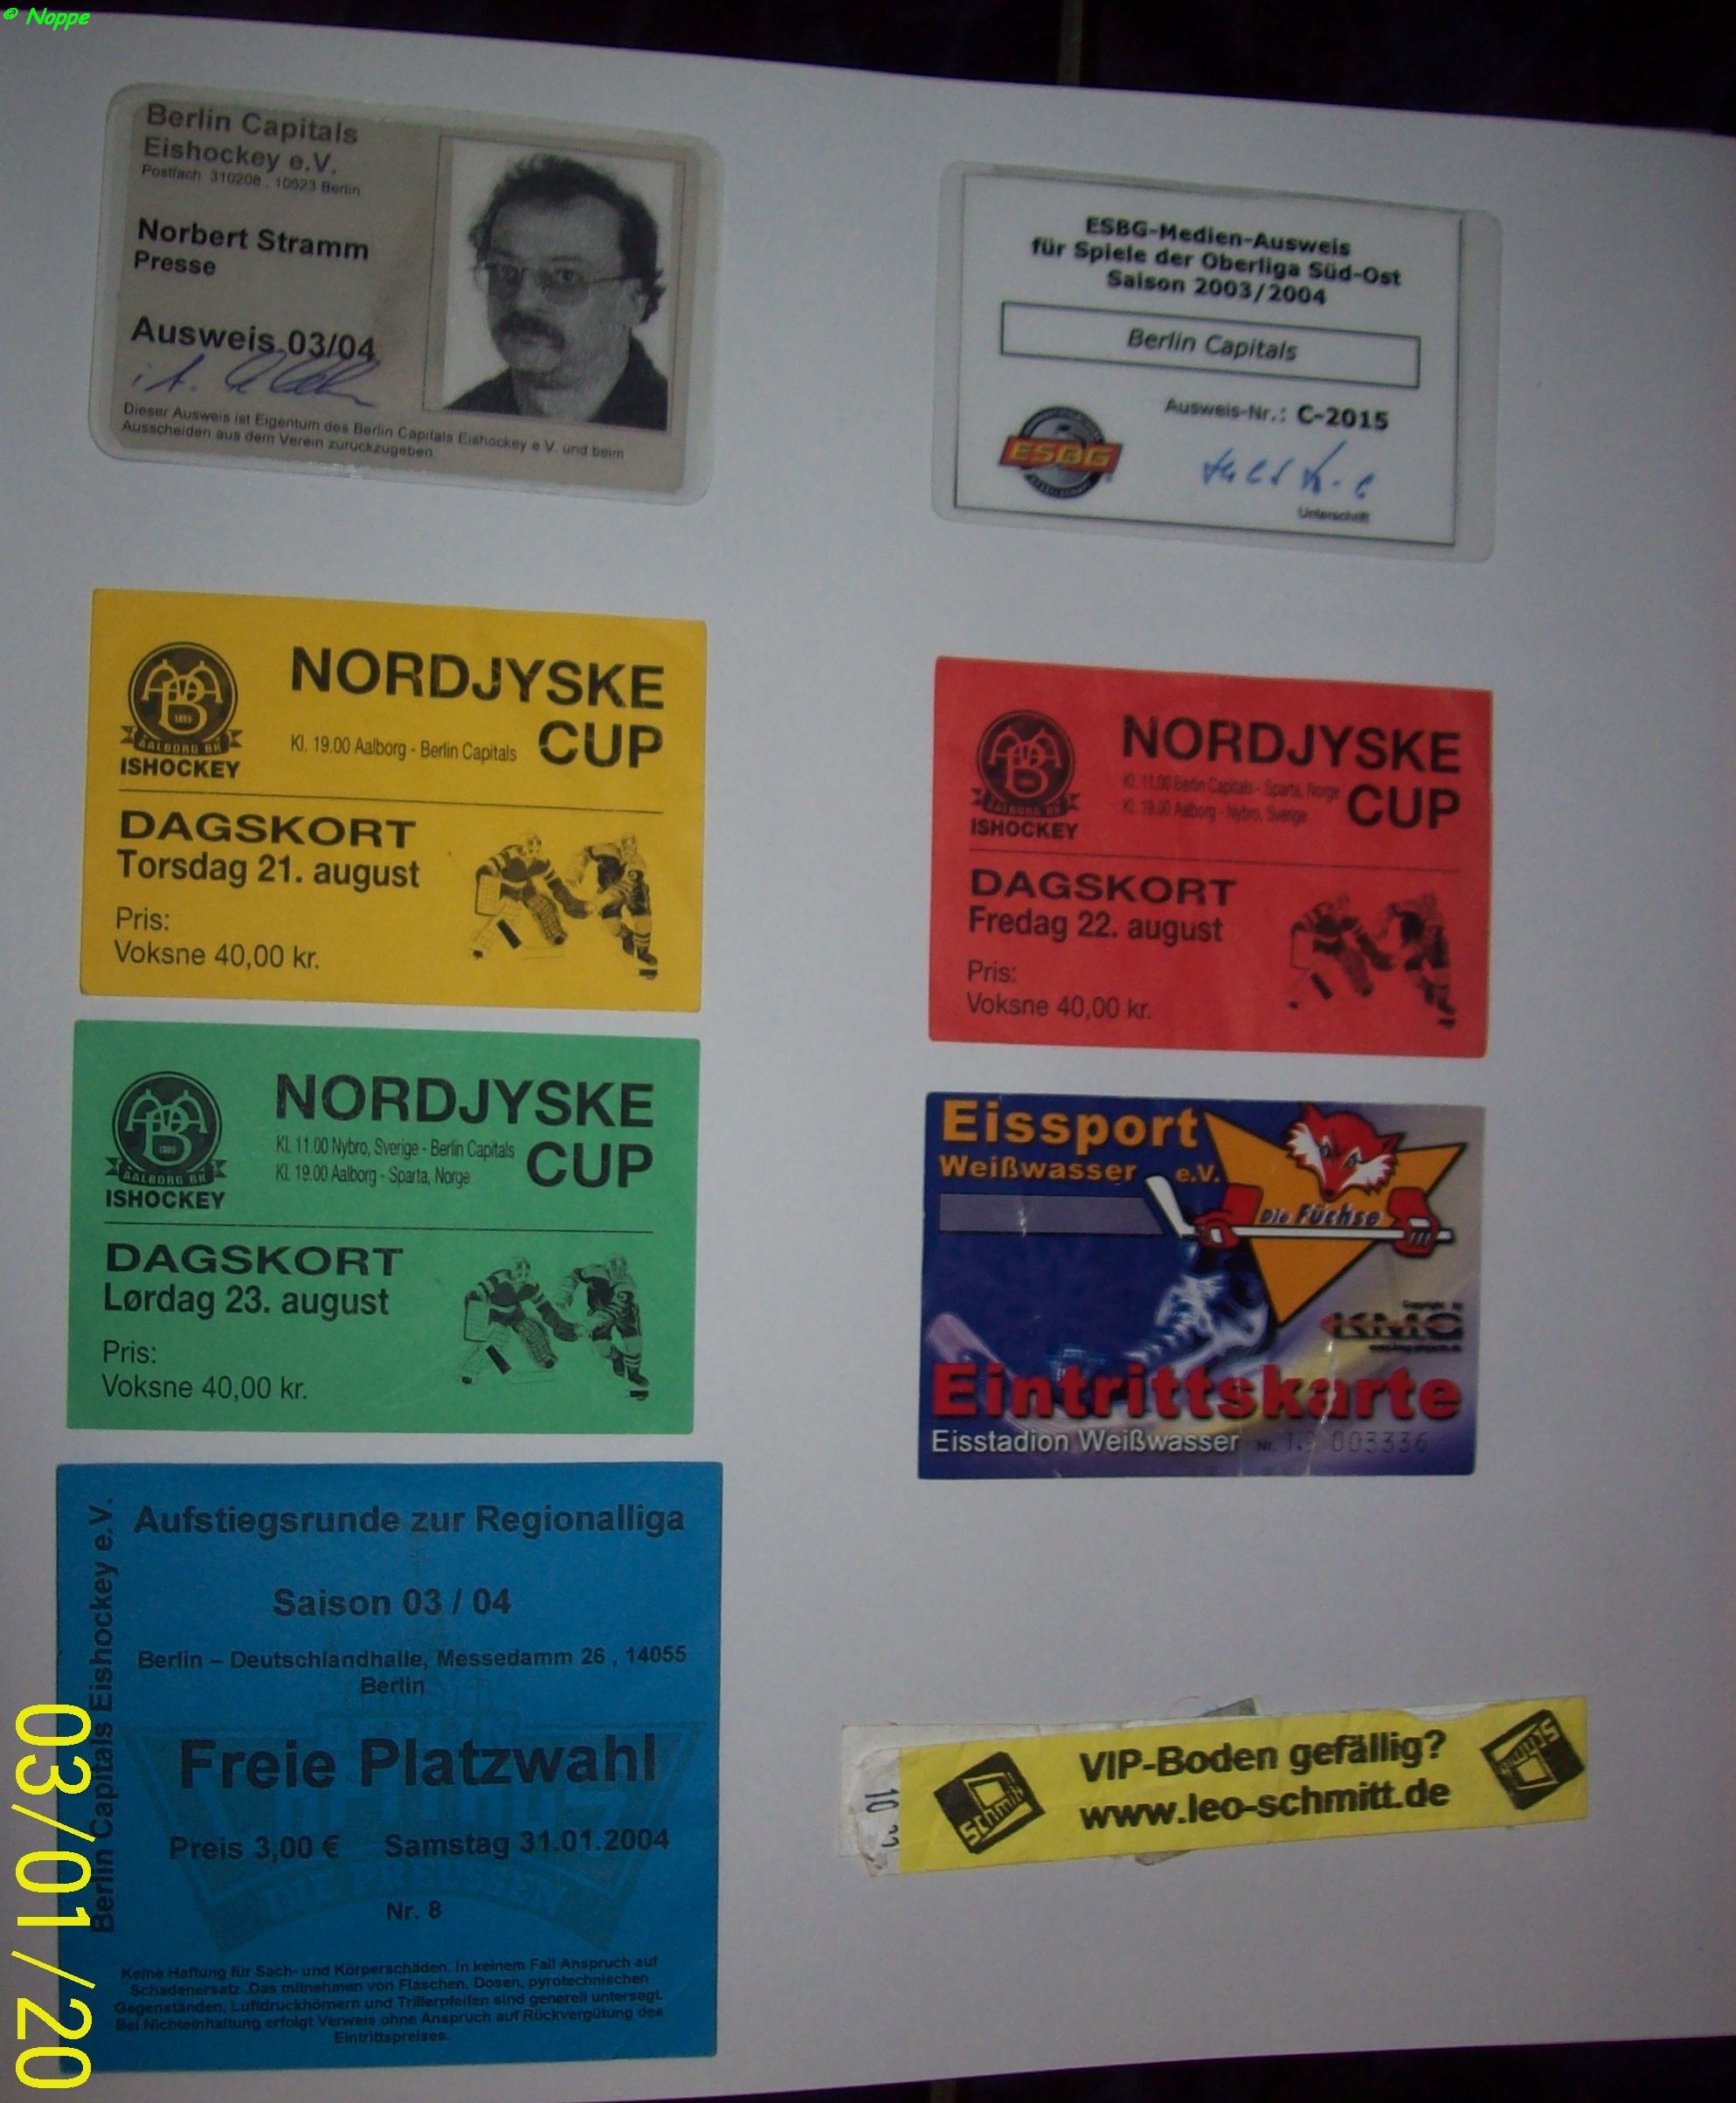 © Noppe
Berlin Capitals
Eishockey e.V.
Postfach 310208 , 10523 Berlin
Norbert Stramm
Presse
Ausweis 03/04
Dieser Ausweis ist Eigentum des Berlin Capitals Eishockey e.V. und beim
Ausscheiden aus dem Verein zurückzugeben.
ESBG-Medien-Ausweis
für Spiele der Oberliga Süd-Ost
Saison 2003/2004
Berlin Capitals
Ausweis-Nr.: C-2015
ESBG
Unterschrift
NORDJYSKE
CUP
Kl. 19.00 Aalborg - Berlin Capitals
AALBORG BK
ISHOCKEY
DAGSKORT
Torsdag 21. august
Pris:
Voksne 40,00 kr.
NORDJYSKE
CUP
Kl. 11.00 Berlin Capitals - Sparta, Norge
Kl. 19.00 Aalborg - Nybro, Sverige
AALBORG BK
ISHOCKEY
DAGSKORT
Fredag 22. august
Pris:
Voksne 40,00 kr.
NORDJYSKE
CUP
Kl. 11.00 Nybro, Sverige - Berlin Capitals
Kl. 19.00 Aalborg - Sparta, Norge
AALBORG BK
ISHOCKEY
DAGSKORT
Lørdag 23. august
Pris:
Voksne 40,00 kr.
Eissport
Weißwasser e.V.
Die Füchse
Copyright by
KMC
Eintrittskarte
Eisstadion Weißwasser Nr. 003336
Berlin Capitals Eishockey e.V.
Aufstiegsrunde zur Regionalliga
Saison 03 / 04
Berlin – Deutschlandhalle, Messedamm 26 , 14055
Berlin
Freie Platzwahl
Preis 3,00 € Samstag 31.01.2004
Nr. 8
Keine Haftung für Sach- und Körperschäden. In keinem Fall Anspruch auf
Schadenersatz .Das mitnehmen von Flaschen, Dosen, pyrotechnischen
Gegenständen, Luftdruckhörnern und Trillerpfeifen sind generell untersagt.
Bei Nichteinhaltung erfolgt Verweis ohne Anspruch auf Rückvergütung des
Eintrittspreises.
Schmitt
VIP-Boden gefällig?
www.leo-schmitt.de
03/01/20